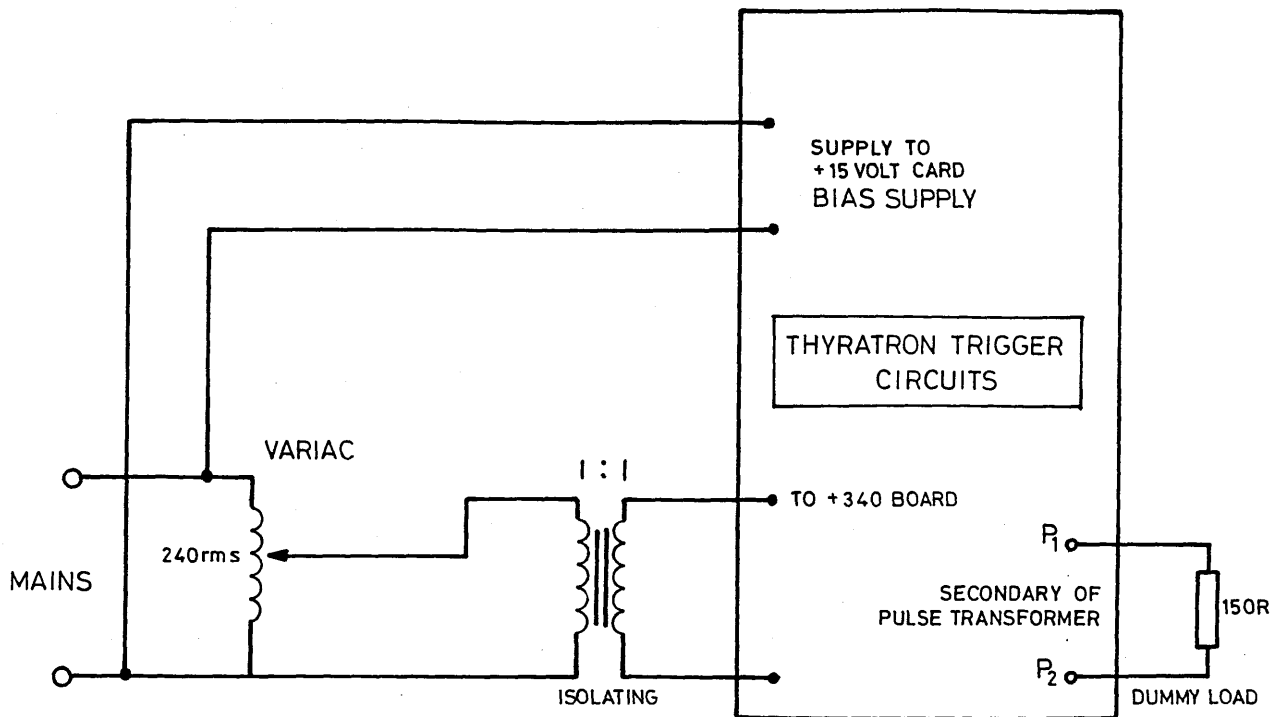 SUPPLY TO
+15 VOLT CARD
BIAS SUPPLY
THYRATRON TRIGGER
CIRCUITS
VARIAC
1 : 1
TO +340 BOARD
240rms
MAINS
P1
SECONDARY OF
PULSE TRANSFORMER
150R
P2
ISOLATING
DUMMY LOAD